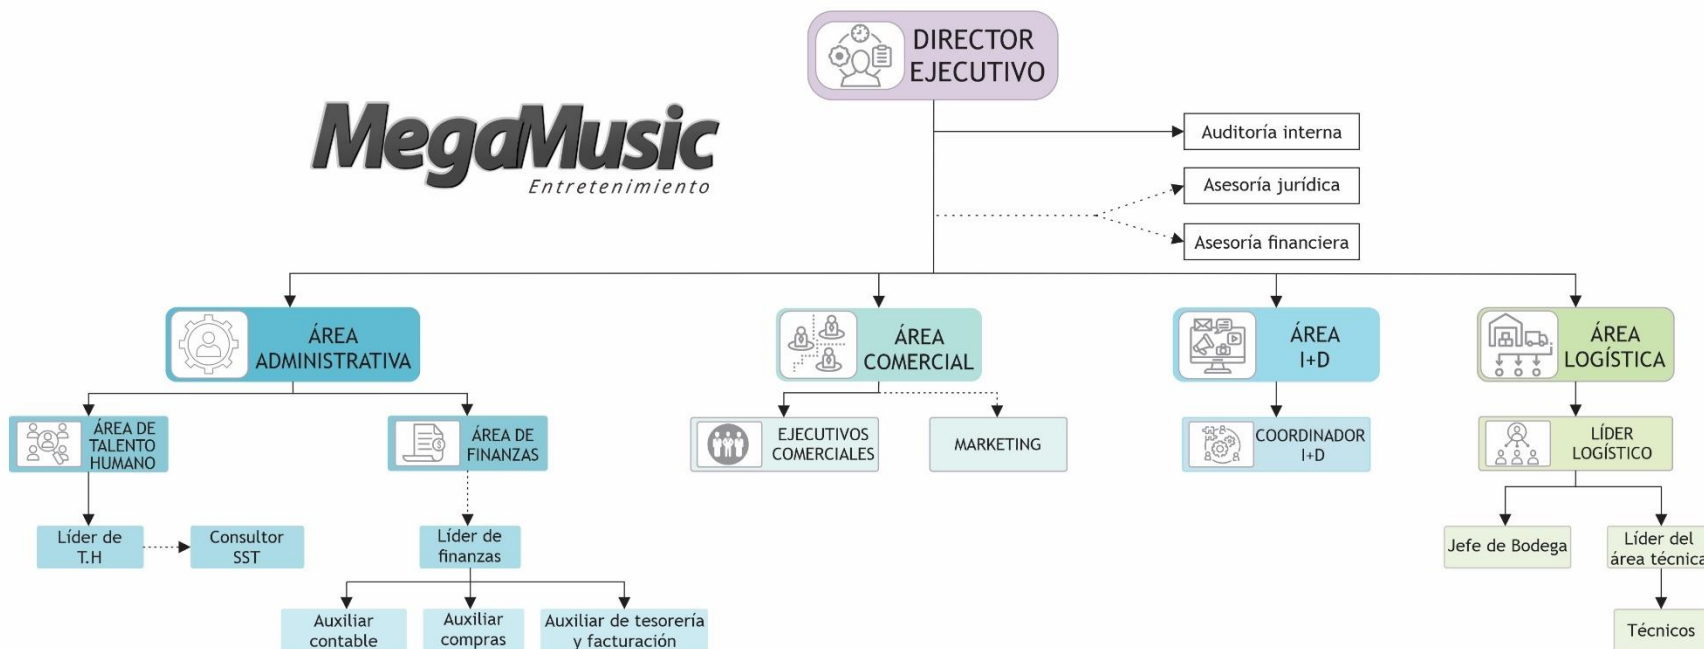 DIRECTOR
EJECUTIVO
MegaMusic
Entretenimiento
Auditoría interna
Asesoría jurídica
Asesoría financiera
ÁREA
ADMINISTRATIVA
ÁREA
COMERCIAL
ÁREA
I+D
ÁREA
LOGÍSTICA
ÁREA DE
TALENTO
HUMANO
ÁREA DE
FINANZAS
EJECUTIVOS
COMERCIALES
MARKETING
COORDINADOR
I+D
LÍDER
LOGÍSTICO
Líder de
T.H
Consultor
SST
Líder de
finanzas
Jefe de Bodega
Líder del
área técnica
Auxiliar
contable
Auxiliar
compras
Auxiliar de tesorería
y facturación
Técnicos